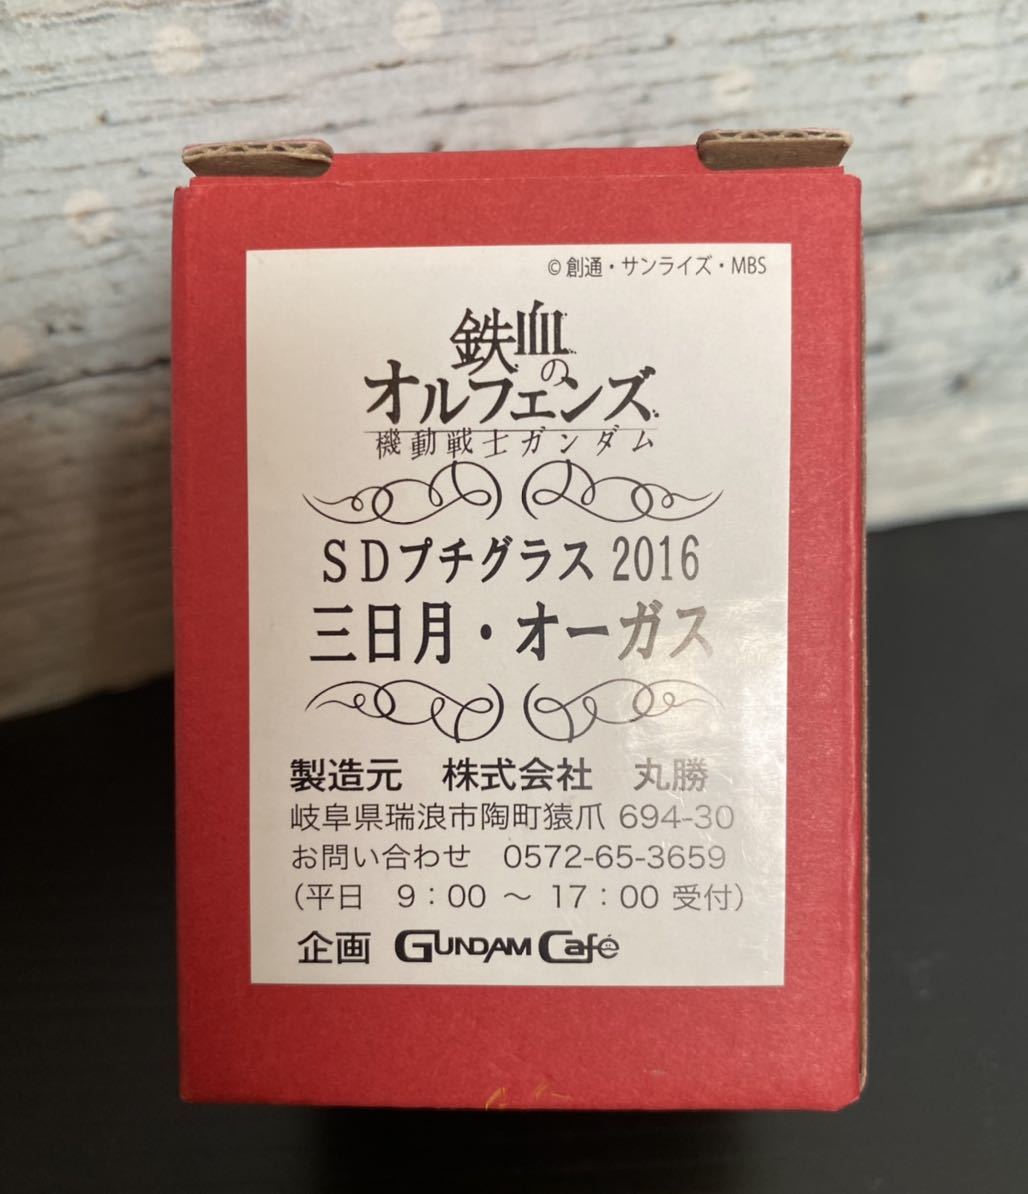 © 創通・サンライズ・MBS
鉄血の
オルフェンズ
機動戦士ガンダム
SDプチグラス 2016
三日月・オーガス
製造元 株式会社 丸勝
岐阜県瑞浪市陶町猿爪 694-30
お問い合わせ 0572-65-3659
(平日 9:00 ～ 17:00 受付)
企画 GUNDAM Café